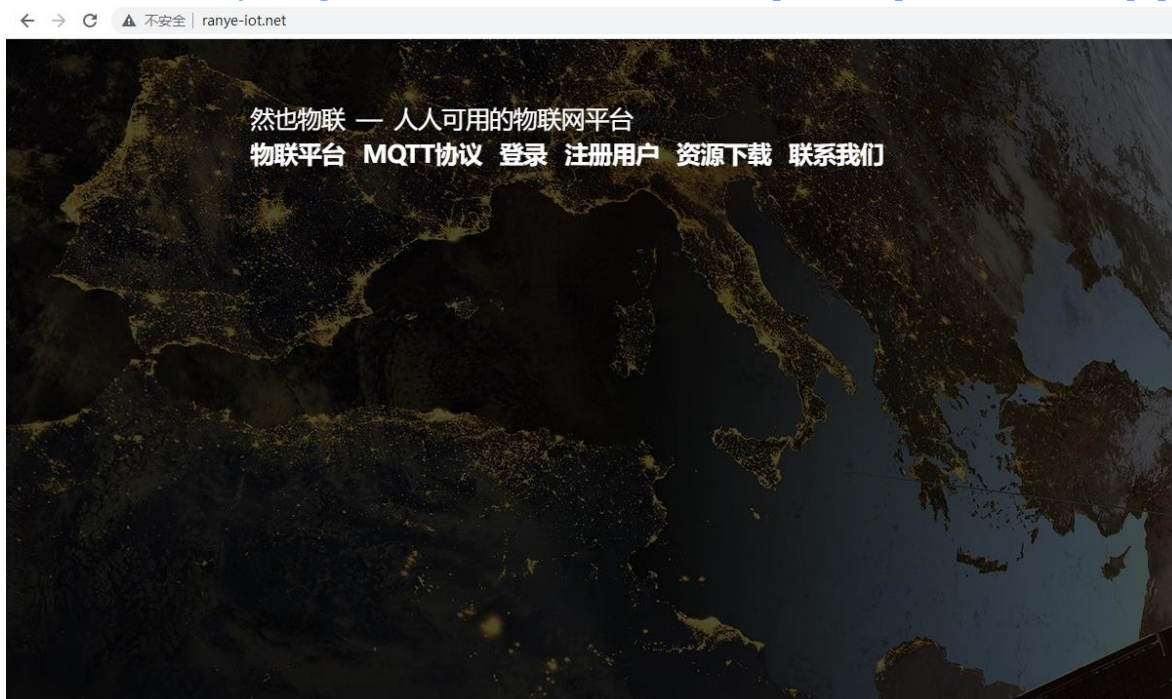 不安全 ranye-iot.net
然也物联 — 人人可用的物联网平台
物联平台 MQTT协议 登录 注册用户 资源下载 联系我们